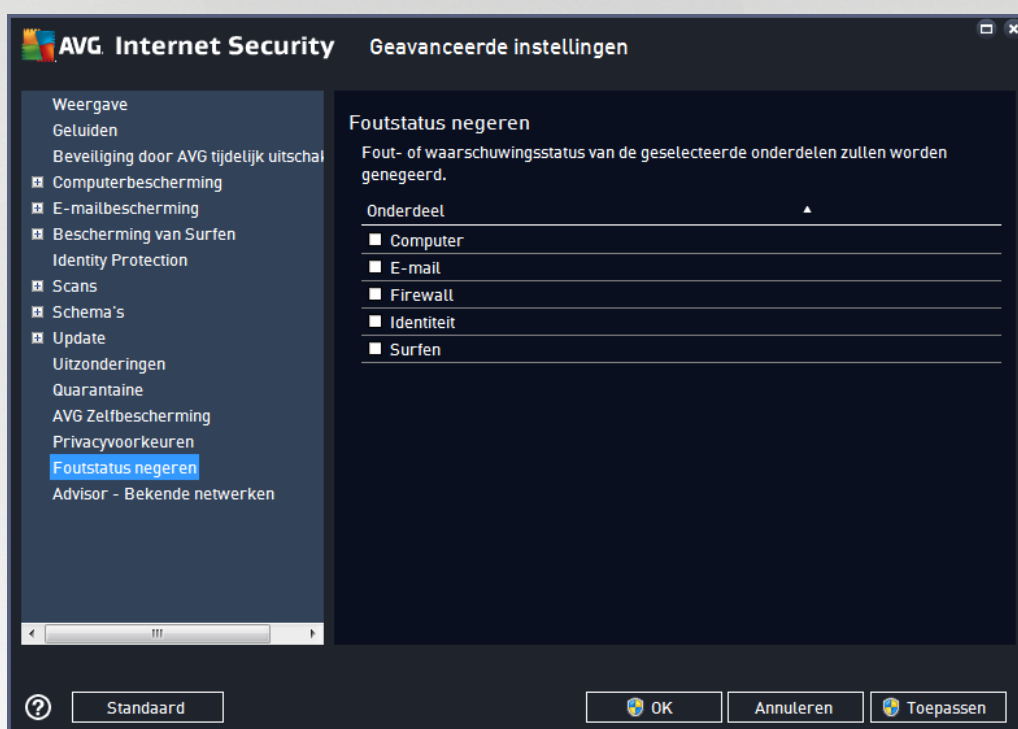 AVG. Internet Security Geavanceerde instellingen
Weergave
Geluiden
Beveiliging door AVG tijdelijk uitschak
Computerbescherming
E-mailbescherming
Bescherming van Surfen
Identity Protection
Scans
Schema's
Update
Uitzonderingen
Quarantaine
AVG Zelfbescherming
Privacyvoorkeuren
Foutstatus negeren
Advisor - Bekende netwerken
Foutstatus negeren
Fout- of waarschuwingsstatus van de geselecteerde onderdelen zullen worden
genegeerd.
Onderdeel
Computer
E-mail
Firewall
Identiteit
Surfen
Standaard
OK
Annuleren
Toepassen